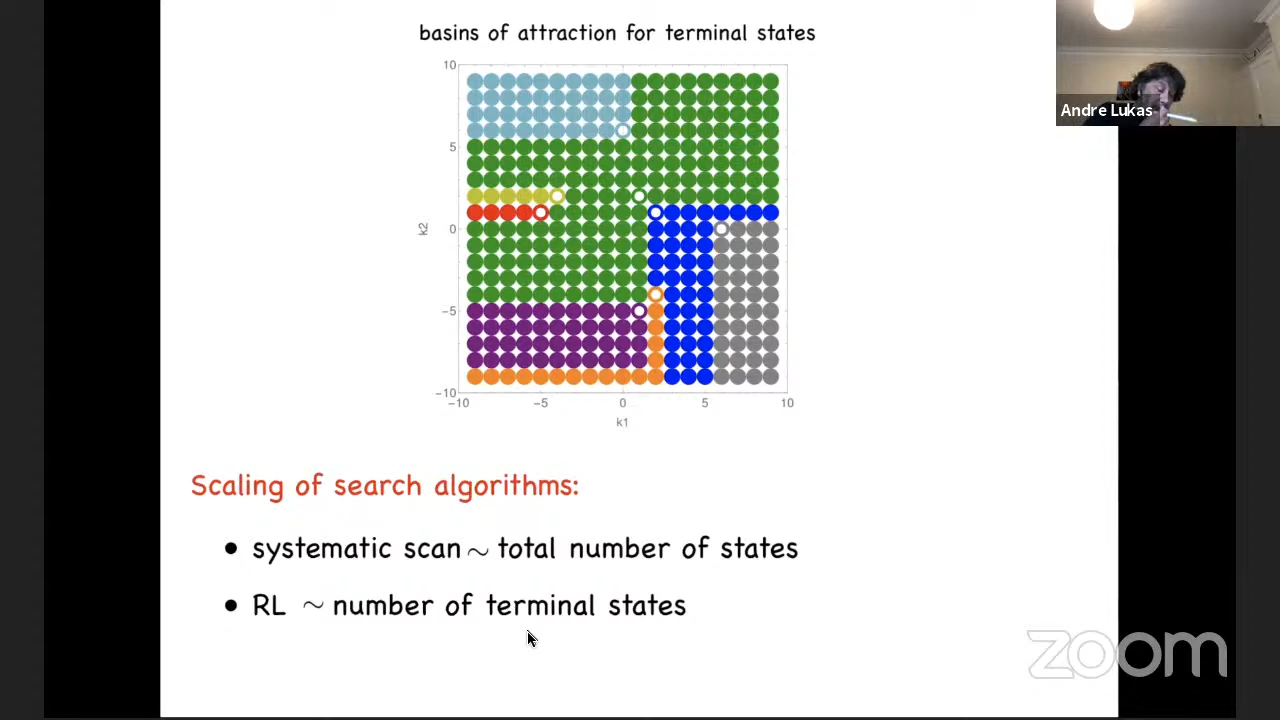 basins of attraction for terminal states
Andre Lukas
10
5
0
−5
−10
k2
−10
−5
0
5
10
k1
Scaling of search algorithms:
• systematic scan ~ total number of states
• RL ~ number of terminal states
zoom